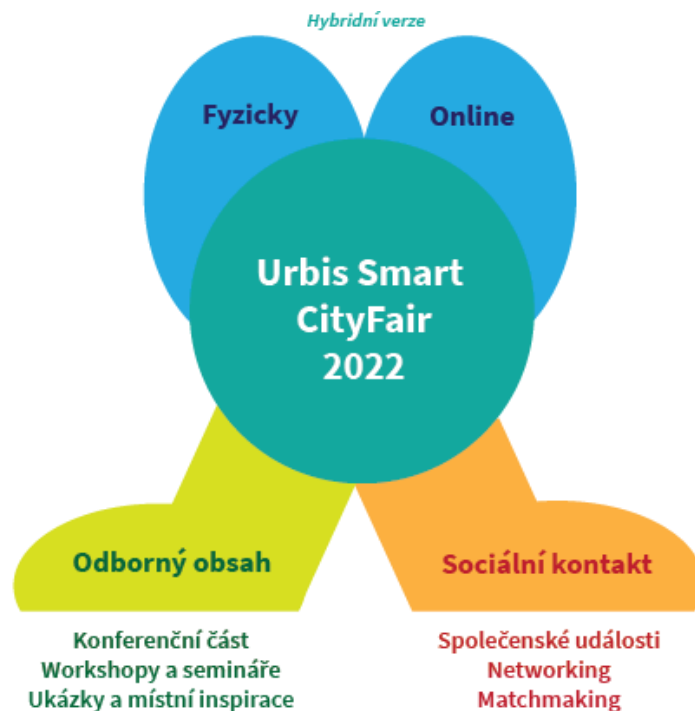 Hybridní verze
Fyzicky
Online
Urbis Smart
CityFair
2022
Odborný obsah
Sociální kontakt
Konferenční část
Workshopy a semináře
Ukázky a místní inspirace
Společenské události
Networking
Matchmaking